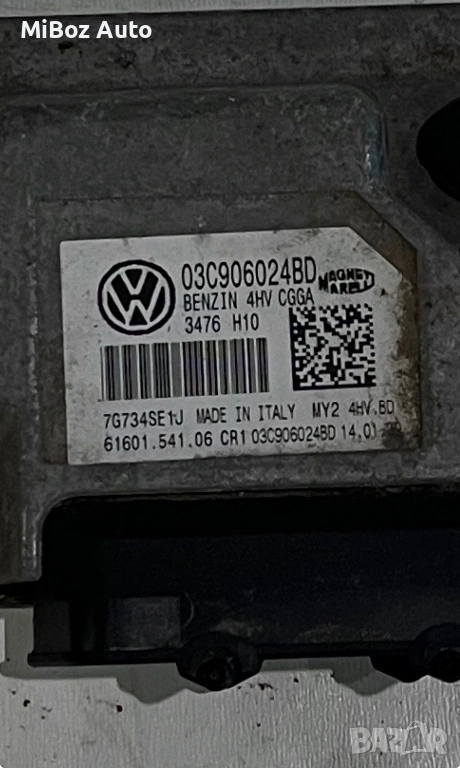 MiBoz Auto
03C906024BD
BENZIN 4HV CGGA
MAGNETI
MARELLI
3476 H10
7G734SE1J MADE IN ITALY MY2 4HV.BD
61601.541.06 CR1 03C906024BD 14.01
BAZAR